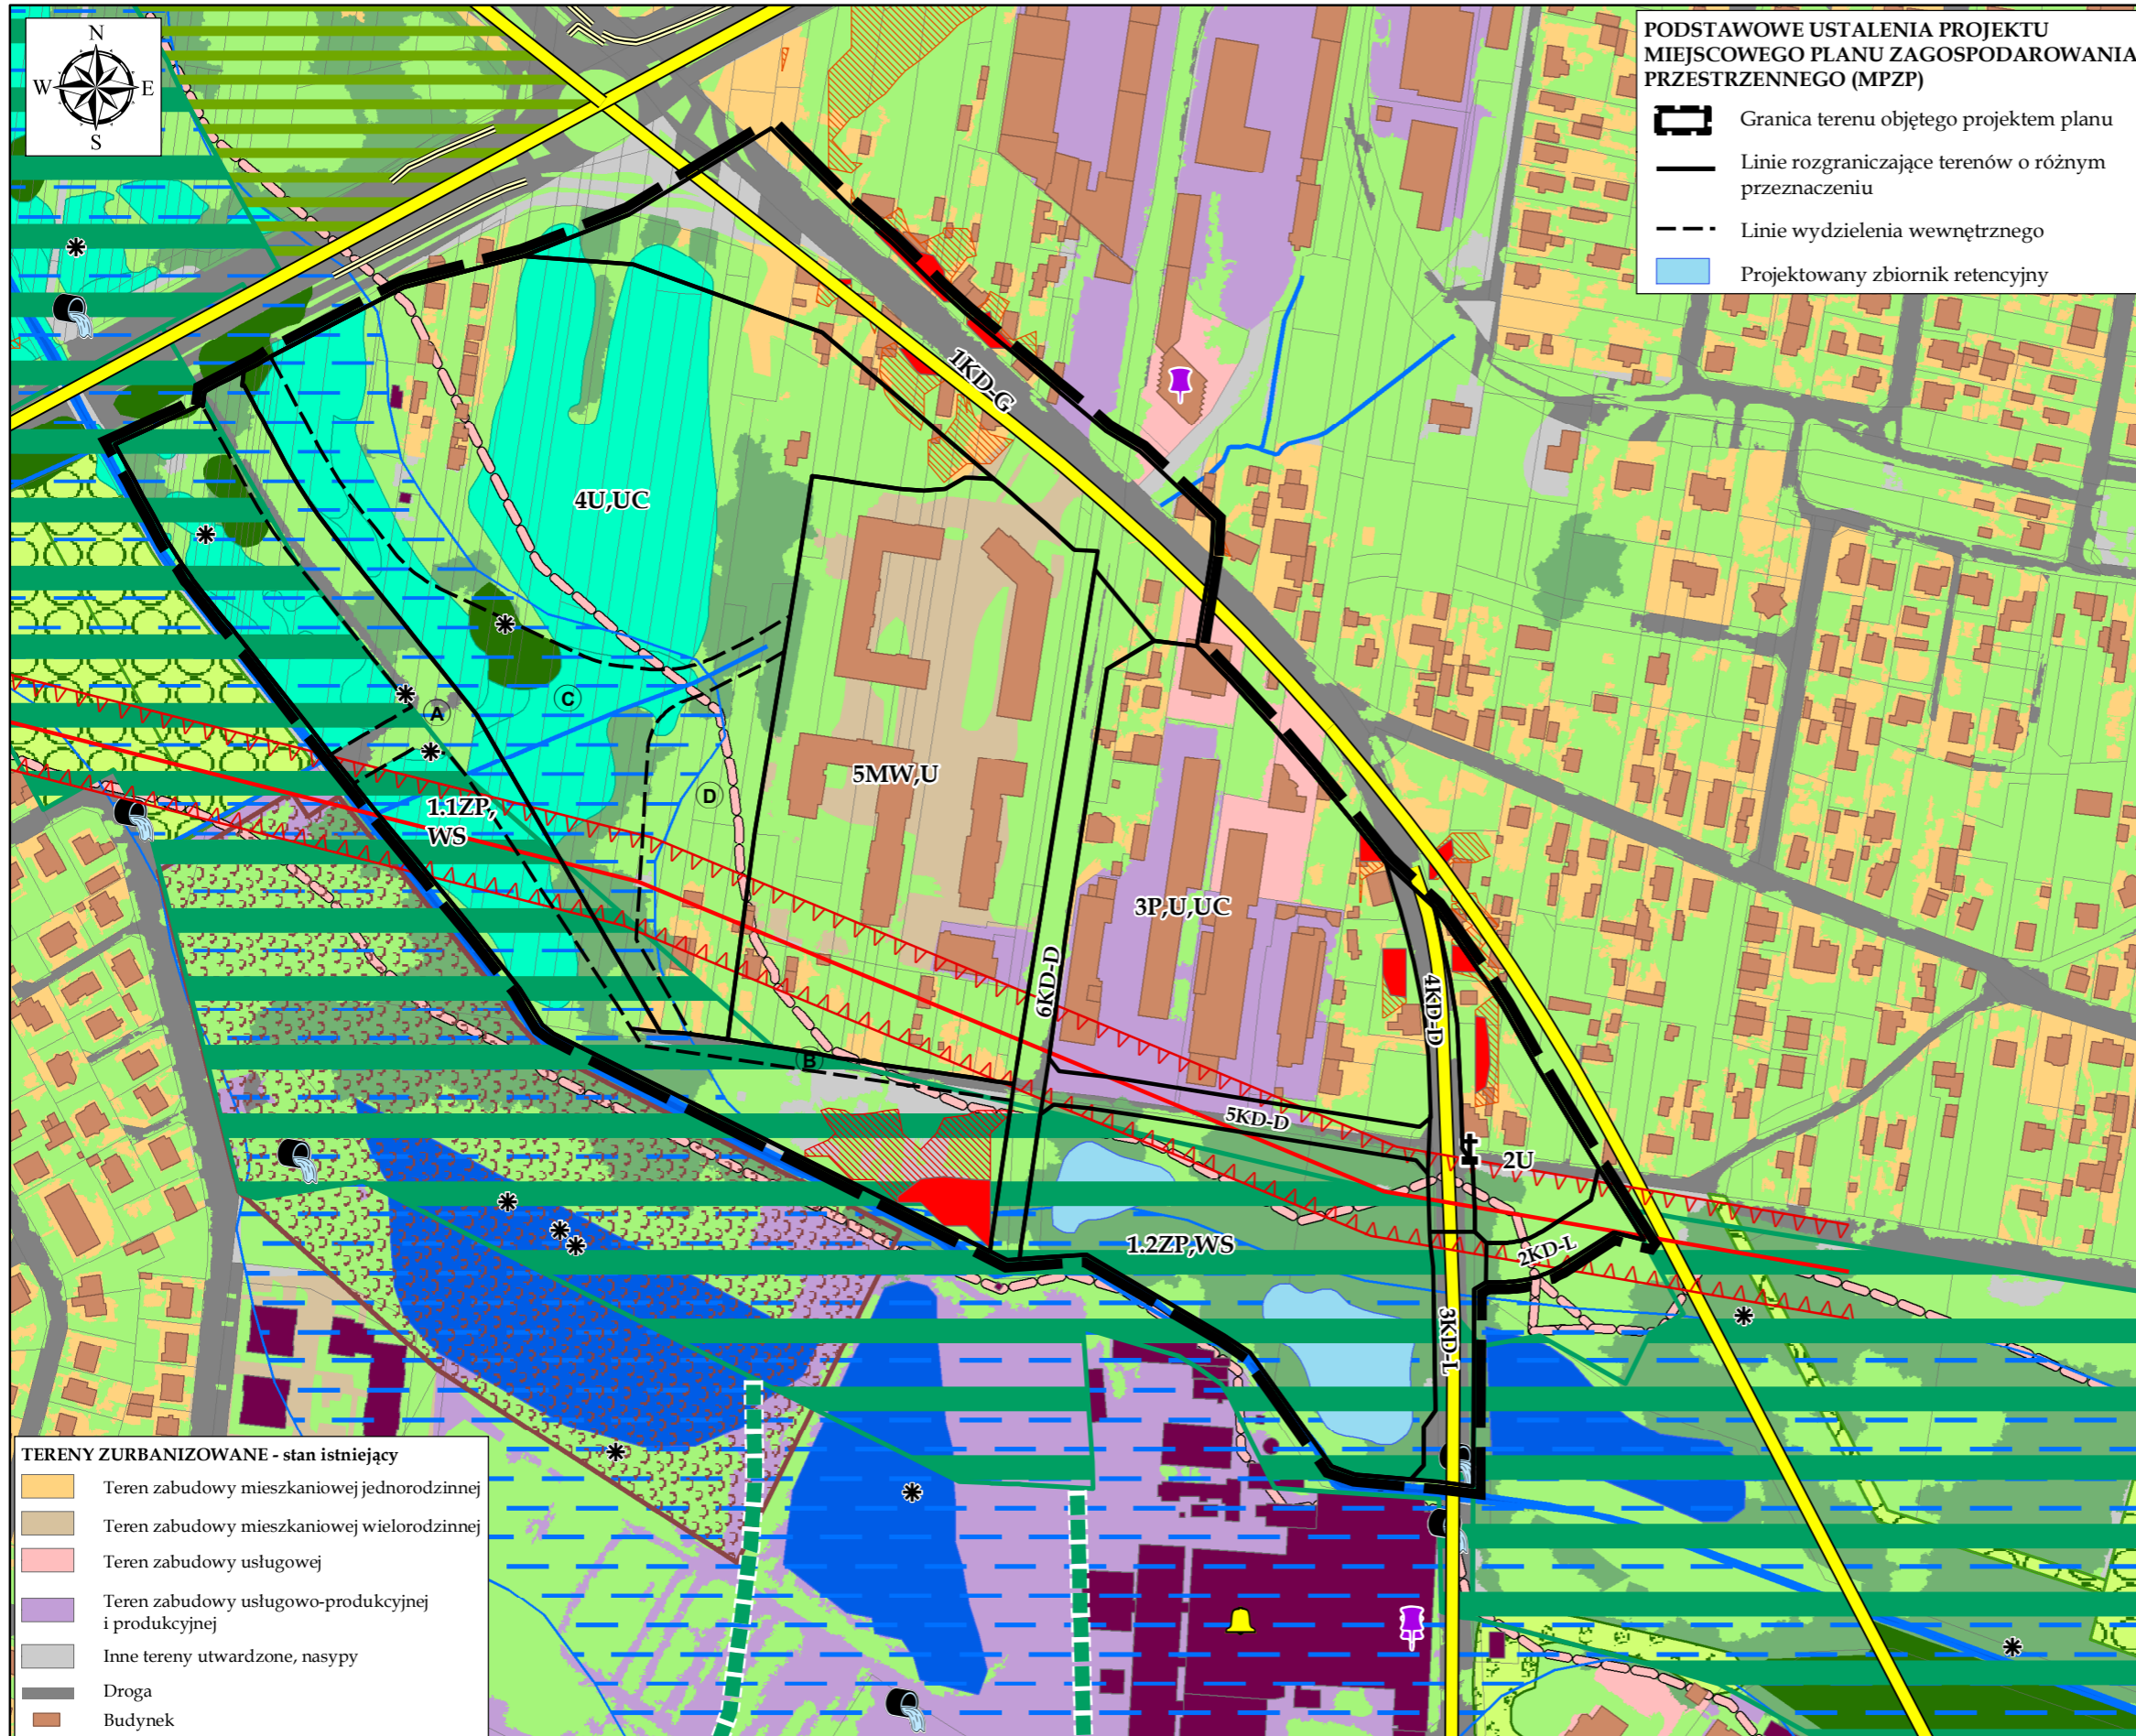 N
W E
S
PODSTAWOWE USTALENIA PROJEKTU
MIEJSCOWEGO PLANU ZAGOSPODAROWANIA
PRZESTRZENNEGO (MPZP)
Granica terenu objętego projektem planu
Linie rozgraniczające terenów o różnym
przeznaczeniu
Linie wydzielenia wewnętrznego
Projektowany zbiornik retencyjny
1KD-G
4U,UC
C
A
5MW,U
D
1.1ZP,
WS
3P,U,UC
6KD-D
4KD-D
B
5KD-D
2U
1.2ZP,WS
2KD-L
3KD-L
TERENY ZURBANIZOWANE - stan istniejący
Teren zabudowy mieszkaniowej jednorodzinnej
Teren zabudowy mieszkaniowej wielorodzinnej
Teren zabudowy usługowej
Teren zabudowy usługowo-produkcyjnej
i produkcyjnej
Inne tereny utwardzone, nasypy
Droga
Budynek